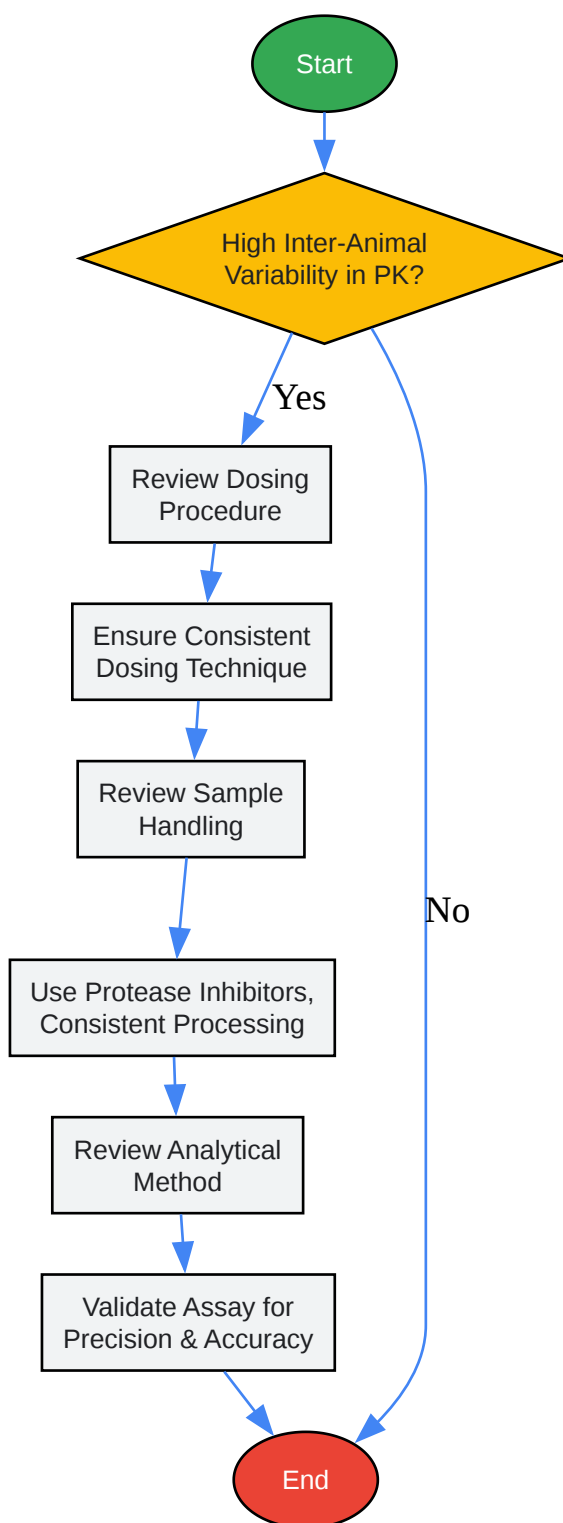 Start
High Inter-Animal
Variability in PK?
Yes
Review Dosing
Procedure
Ensure Consistent
Dosing Technique
Review Sample
Handling
No
Use Protease Inhibitors,
Consistent Processing
Review Analytical
Method
Validate Assay for
Precision & Accuracy
End